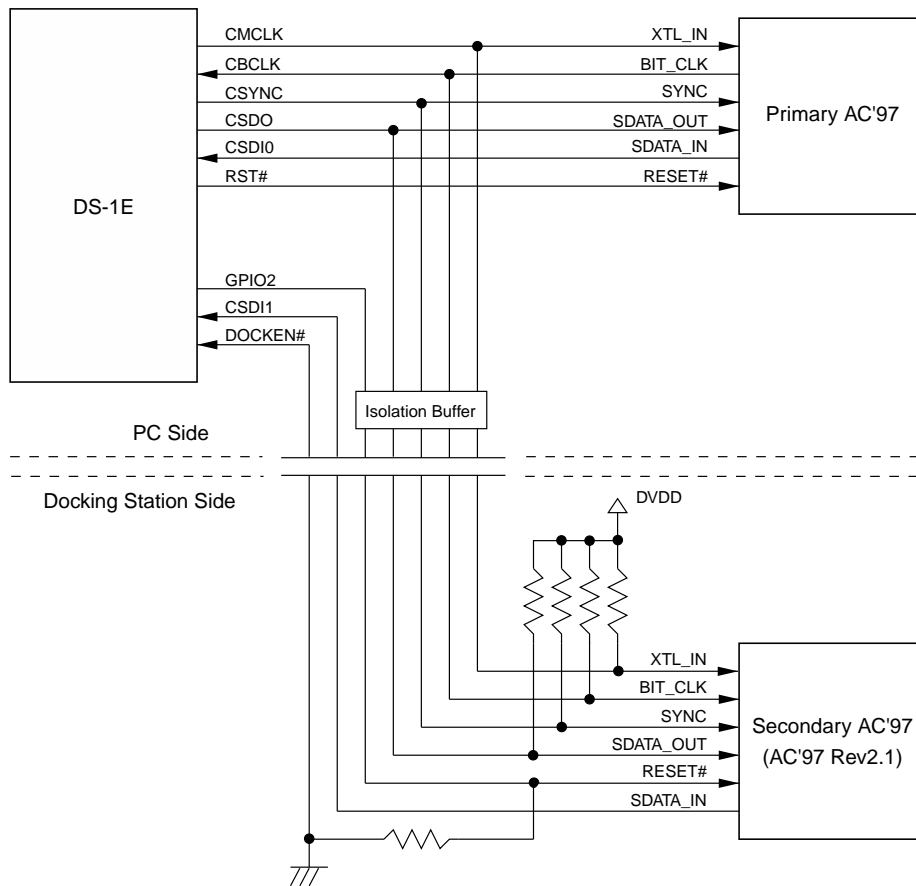 CMCLK
XTL_IN
CBCLK
BIT_CLK
CSYNC
SYNC
CSDO
SDATA_OUT
CSDI0
SDATA_IN
RST#
RESET#
DS-1E
Primary AC'97
GPIO2
CSDI1
DOCKEN#
Isolation Buffer
PC Side
Docking Station Side
DVDD
XTL_IN
BIT_CLK
SYNC
SDATA_OUT
RESET#
SDATA_IN
Secondary AC'97
(AC'97 Rev2.1)